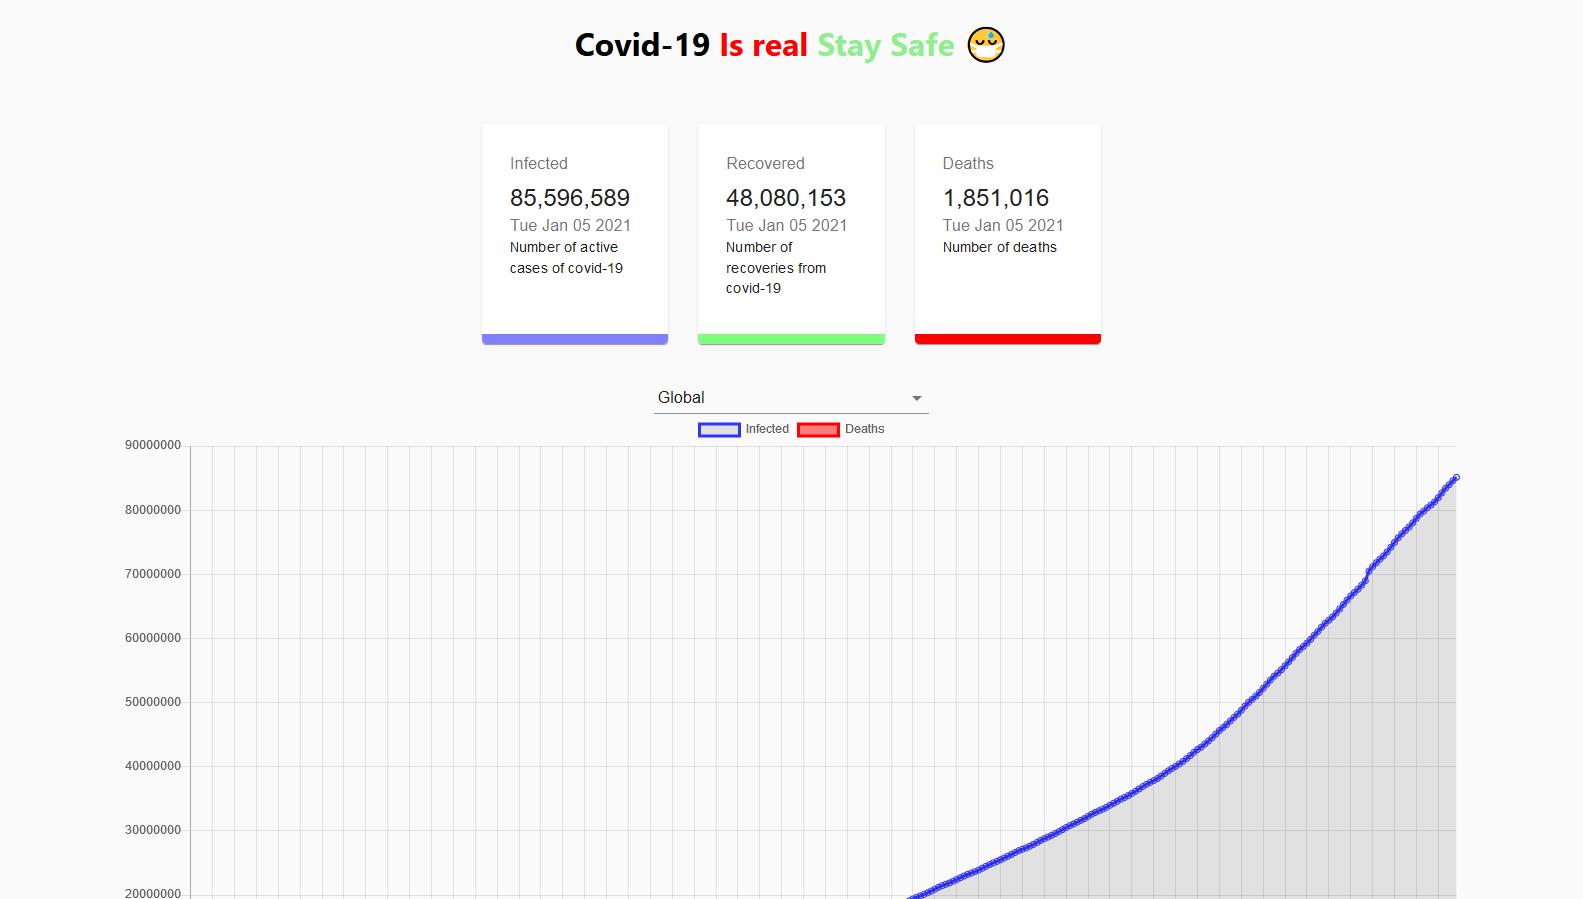 Covid-19 Is real Stay Safe 😷
Infected
85,596,589
Tue Jan 05 2021
Number of active
cases of covid-19
Recovered
48,080,153
Tue Jan 05 2021
Number of
recoveries from
covid-19
Deaths
1,851,016
Tue Jan 05 2021
Number of deaths
Global
Infected Deaths
90000000
80000000
70000000
60000000
50000000
40000000
30000000
20000000